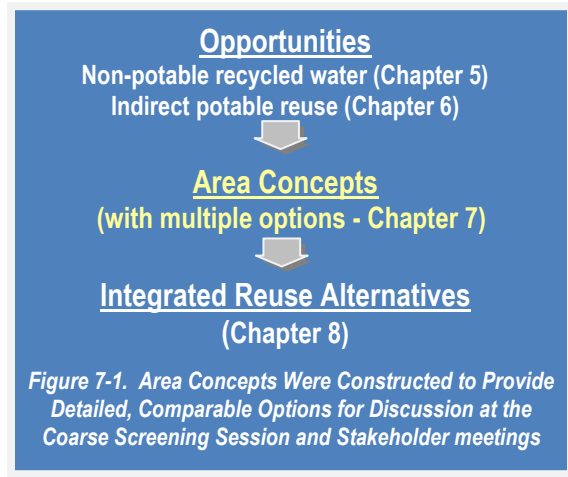 Opportunities
Non-potable recycled water (Chapter 5)
Indirect potable reuse (Chapter 6)
Area Concepts
(with multiple options - Chapter 7)
Integrated Reuse Alternatives
(Chapter 8)
Figure 7-1. Area Concepts Were Constructed to Provide
Detailed, Comparable Options for Discussion at the
Coarse Screening Session and Stakeholder meetings